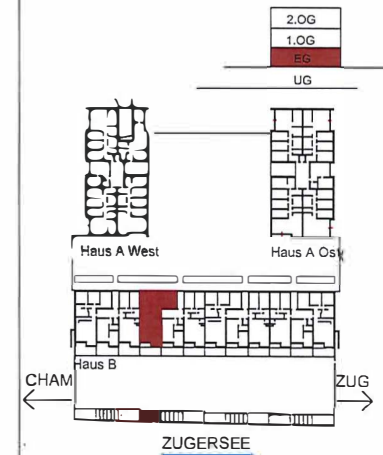 2.OG
1.OG
EG
UG
Haus A West
Haus A Ost
Haus B
CHAM
ZUG
ZUGERSEE